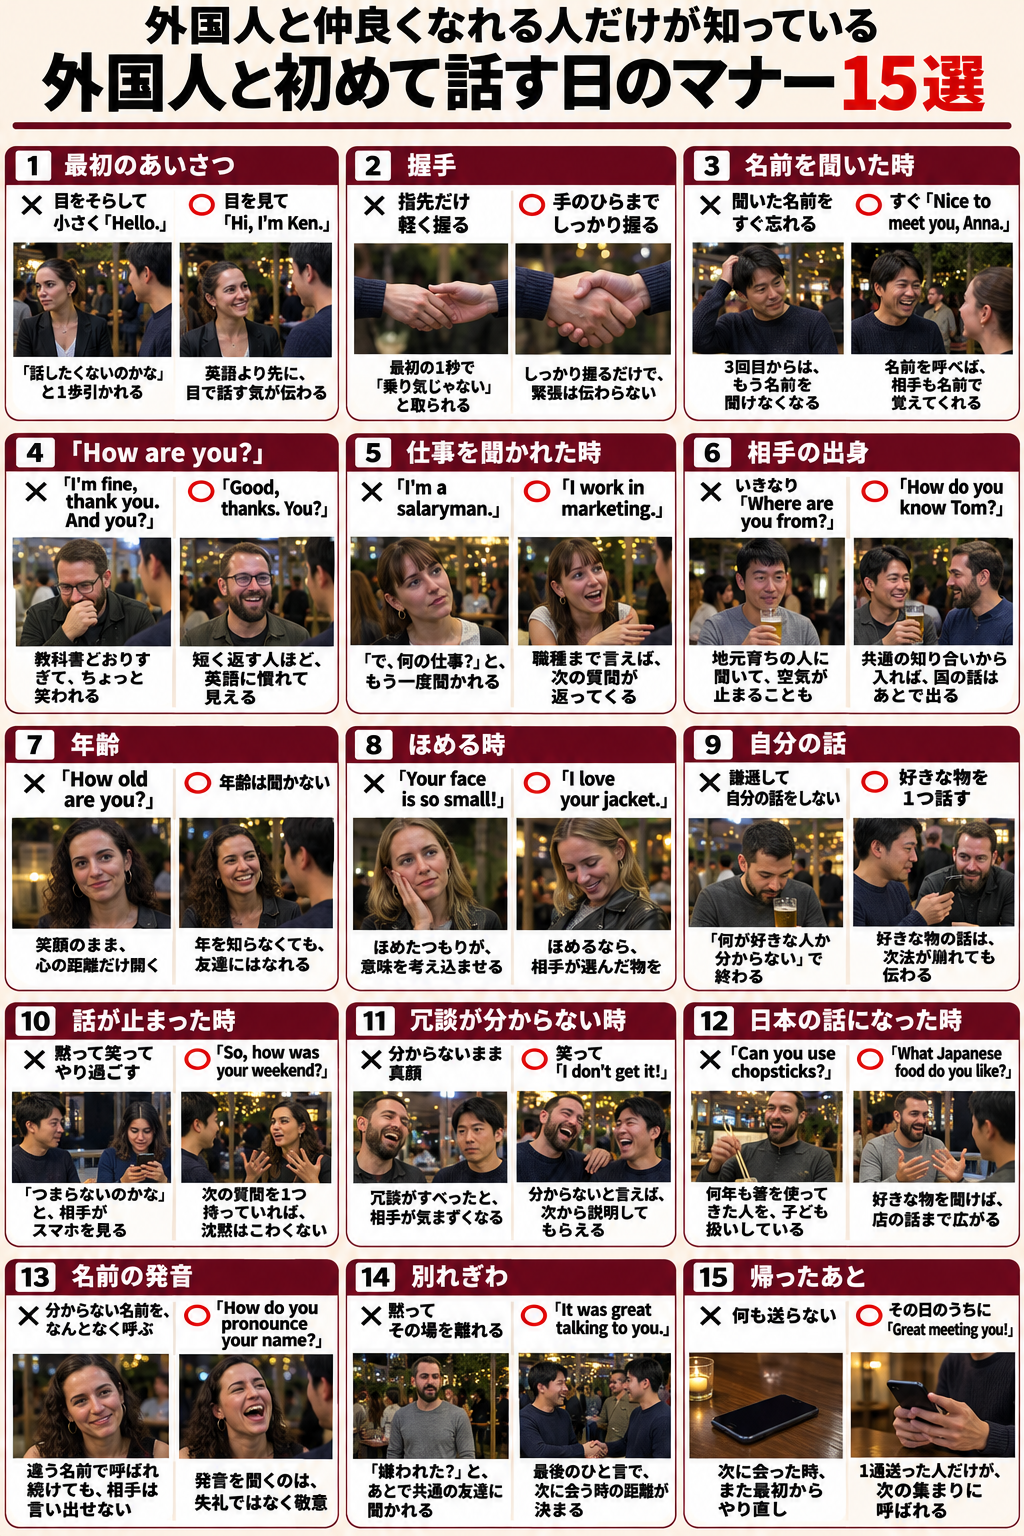 外国人と仲良くなれる人だけが知っている
外国人と初めて話す日のマナー15選
1 最初のあいさつ
× 目をそらして
小さく「Hello.」
○ 目を見て
「Hi, I'm Ken.」
「話したくないのかな」
と1歩引かれる
英語より先に、
目で話す気が伝わる
2 握手
× 指先だけ
軽く握る
○ 手のひらまで
しっかり握る
最初の1秒で
「乗り気じゃない」
と取られる
しっかり握るだけで、
緊張は伝わらない
3 名前を聞いた時
× 聞いた名前を
すぐ忘れる
○ すぐ「Nice to
meet you, Anna.」
3回目からは、
もう名前を
聞けなくなる
名前を呼べば、
相手も名前で
覚えてくれる
4 「How are you?」
× 「I'm fine,
thank you.
And you?」
○ 「Good,
thanks. You?」
教科書どおりす
ぎて、ちょっと
笑われる
短く返す人ほど、
英語に慣れて
見える
5 仕事を聞かれた時
× 「I'm a
salaryman.」
○ 「I work in
marketing.」
「で、何の仕事?」と、
もう一度聞かれる
職種まで言えば、
次の質問が
返ってくる
6 相手の出身
× いきなり
「Where are
you from?」
○ 「How do you
know Tom?」
地元育ちの人に
聞いて、空気が
止まることも
共通の知り合いから
入れば、国の話は
あとで出る
7 年齢
× 「How old
are you?」
○ 年齢は聞かない
笑顔のまま、
心の距離だけ開く
年を知らなくても、
友達にはなれる
8 ほめる時
× 「Your face
is so small!」
○ 「I love
your jacket.」
ほめたつもりが、
意味を考え込ませる
ほめるなら、
相手が選んだ物を
9 自分の話
× 謙遜して
自分の話をしない
○ 好きな物を
1つ話す
「何が好きな人か
分からない」で
終わる
好きな物の話は、
次法が崩れても
伝わる
10 話が止まった時
× 黙って笑って
やり過ごす
○ 「So, how was
your weekend?」
「つまらないのかな」
と、相手が
スマホを見る
次の質問を1つ
持っていれば、
沈黙はこわくない
11 冗談が分からない時
× 分からないまま
真顔
○ 笑って
「I don't get it!」
冗談がすべったと、
相手が気まずくなる
分からないと言えば、
次から説明して
もらえる
12 日本の話になった時
× 「Can you use
chopsticks?」
○ 「What Japanese
food do you like?」
何年も箸を使って
きた人を、子ども
扱いしている
好きな物を聞けば、
店の話まで広がる
13 名前の発音
× 分からない名前を、
なんとなく呼ぶ
○ 「How do you
pronounce
your name?」
違う名前で呼ばれ
続けても、相手は
言い出せない
発音を聞くのは、
失礼ではなく敬意
14 別れぎわ
× 黙って
その場を離れる
○ 「It was great
talking to you.」
「嫌われた?」と、
あとで共通の友達に
聞かれる
最後のひと言で、
次に会う時の距離が
決まる
15 帰ったあと
× 何も送らない
○ その日のうちに
「Great meeting you!」
次に会った時、
また最初から
やり直し
1通送った人だけが、
次の集まりに
呼ばれる